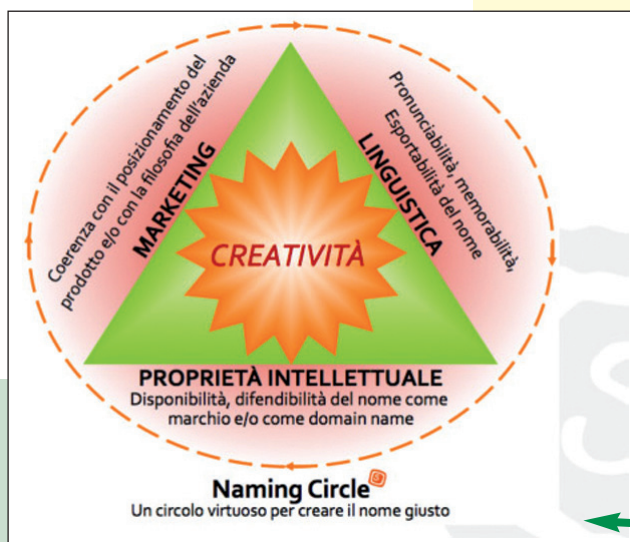 Coerenza con il posizionamento del
prodotto e/o con la filosofia dell'azienda
MARKETING
Pronunciabilità, memorabilità,
Esportabilità del nome
LINGUISTICA
CREATIVITÀ
PROPRIETÀ INTELLETTUALE
Disponibilità, difendibilità del nome come
marchio e/o come domain name
Naming Circle
Un circolo virtuoso per creare il nome giusto